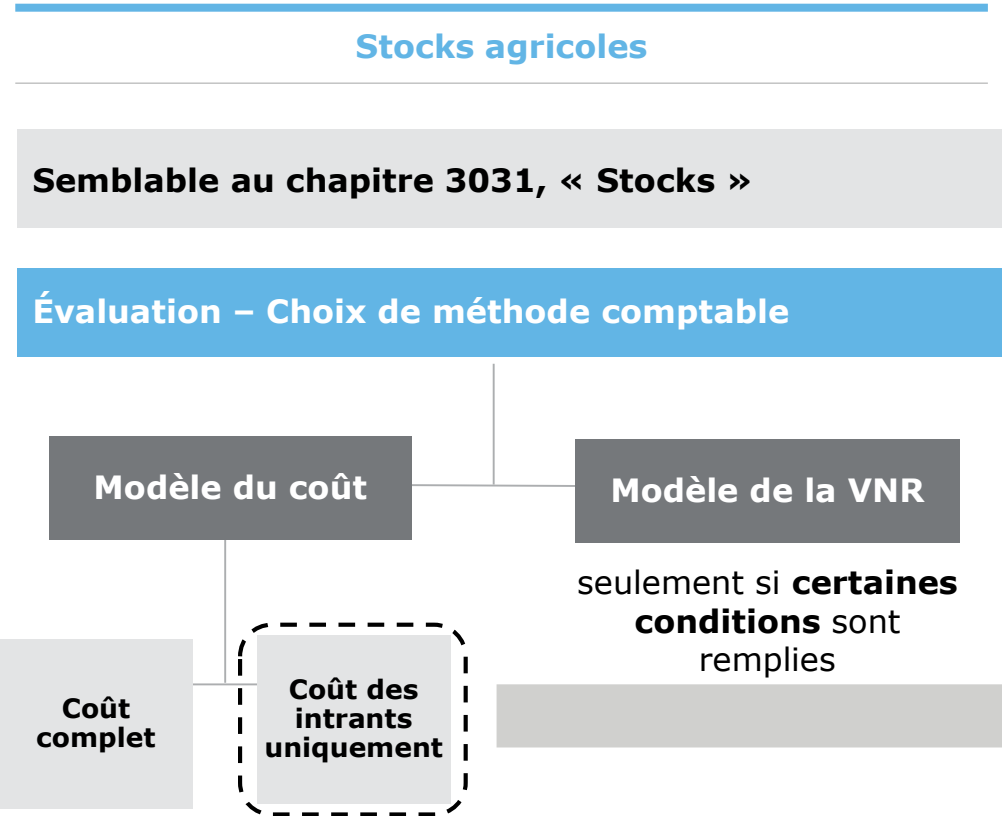 Stocks agricoles
Semblable au chapitre 3031, « Stocks »
Évaluation – Choix de méthode comptable
Modèle du coût
Modèle de la VNR
seulement si certaines
conditions sont
remplies
Coût
complet
Coût des
intrants
uniquement